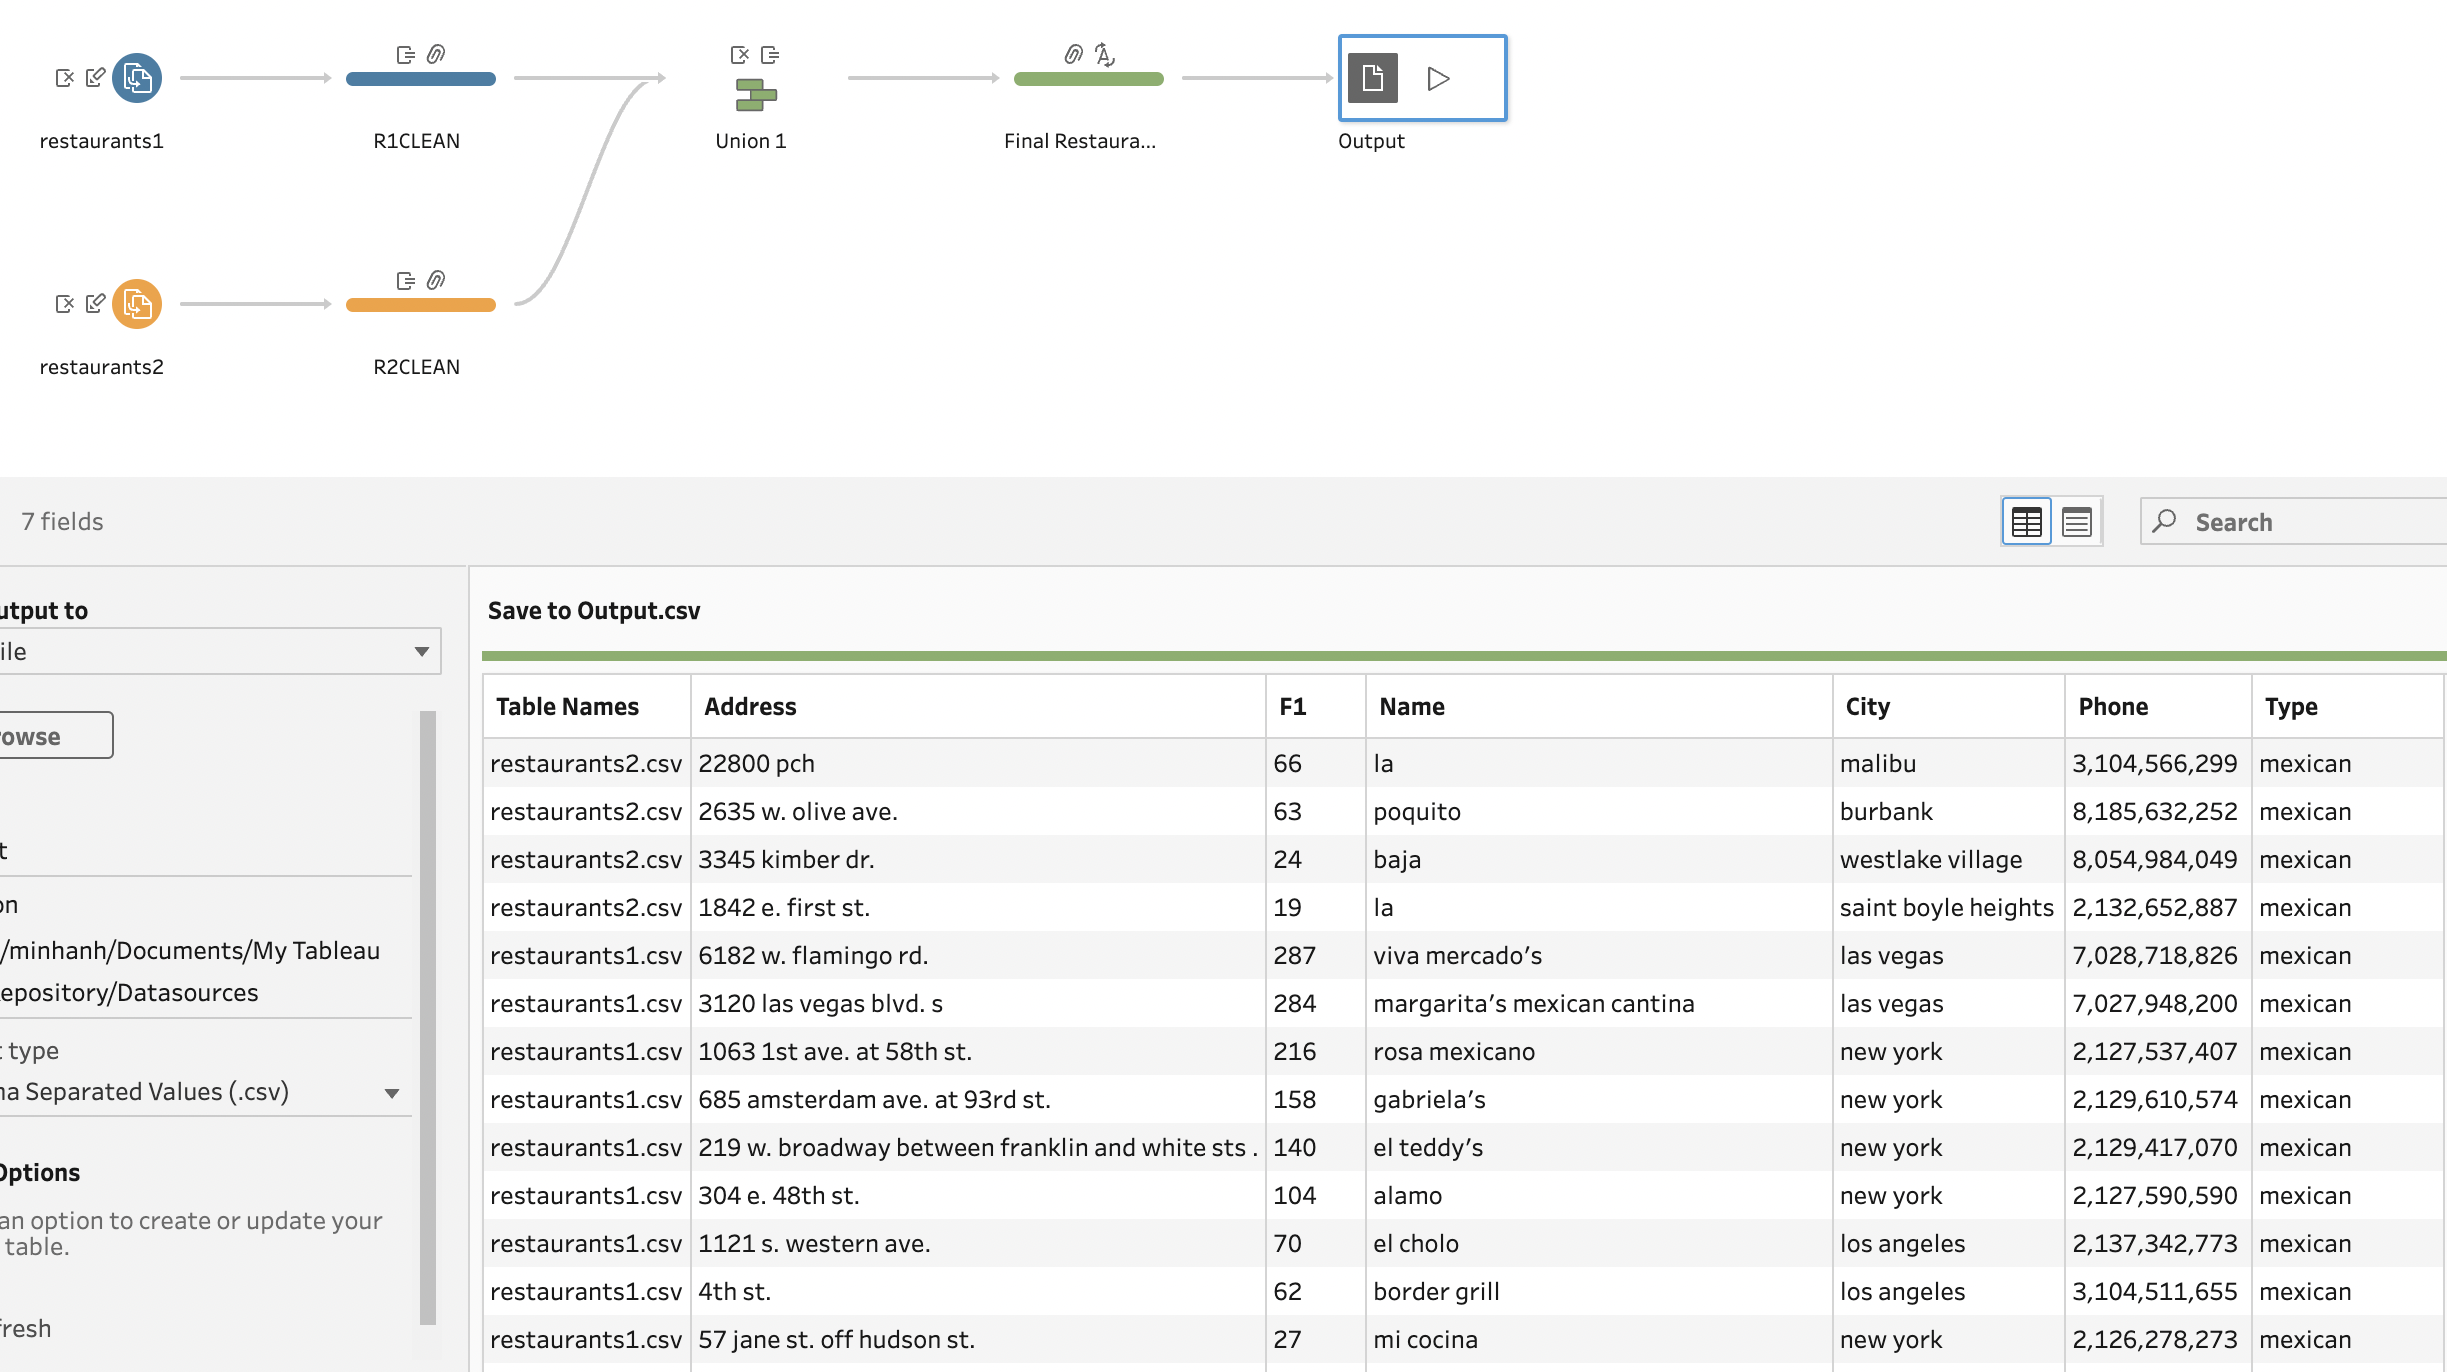 restaurants1
R1CLEAN
Union 1
Final Restaura...
Output
restaurants2
R2CLEAN
7 fields
Search
utput to
ile
rowse
t
on
/minhanh/Documents/My Tableau
epository/Datasources
t type
na Separated Values (.csv)
Options
an option to create or update your
table.
fresh
Save to Output.csv
Table Names Address F1 Name City Phone Type
restaurants2.csv 22800 pch 66 la malibu 3,104,566,299 mexican
restaurants2.csv 2635 w. olive ave. 63 poquito burbank 8,185,632,252 mexican
restaurants2.csv 3345 kimber dr. 24 baja westlake village 8,054,984,049 mexican
restaurants2.csv 1842 e. first st. 19 la saint boyle heights 2,132,652,887 mexican
restaurants1.csv 6182 w. flamingo rd. 287 viva mercado’s las vegas 7,028,718,826 mexican
restaurants1.csv 3120 las vegas blvd. s 284 margarita’s mexican cantina las vegas 7,027,948,200 mexican
restaurants1.csv 1063 1st ave. at 58th st. 216 rosa mexicano new york 2,127,537,407 mexican
restaurants1.csv 685 amsterdam ave. at 93rd st. 158 gabriela’s new york 2,129,610,574 mexican
restaurants1.csv 219 w. broadway between franklin and white sts . 140 el teddy’s new york 2,129,417,070 mexican
restaurants1.csv 304 e. 48th st. 104 alamo new york 2,127,590,590 mexican
restaurants1.csv 1121 s. western ave. 70 el cholo los angeles 2,137,342,773 mexican
restaurants1.csv 4th st. 62 border grill los angeles 3,104,511,655 mexican
restaurants1.csv 57 jane st. off hudson st. 27 mi cocina new york 2,126,278,273 mexican